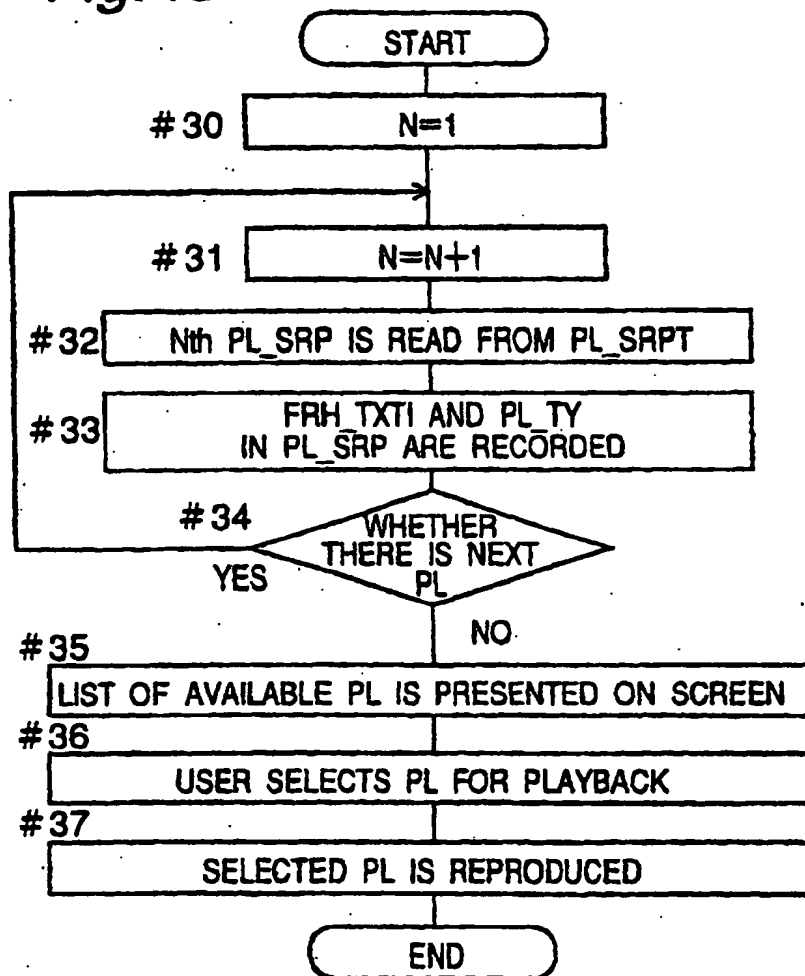 START
#30 N=1
#31 N=N+1
#32 Nth PL_SRP IS READ FROM PL_SRPT
#33 FRH_TXTI AND PL_TY
IN PL_SRP ARE RECORDED
#34 WHETHER
THERE IS NEXT
PL
YES
NO
#35
LIST OF AVAILABLE PL IS PRESENTED ON SCREEN
#36
USER SELECTS PL FOR PLAYBACK
#37
SELECTED PL IS REPRODUCED
END